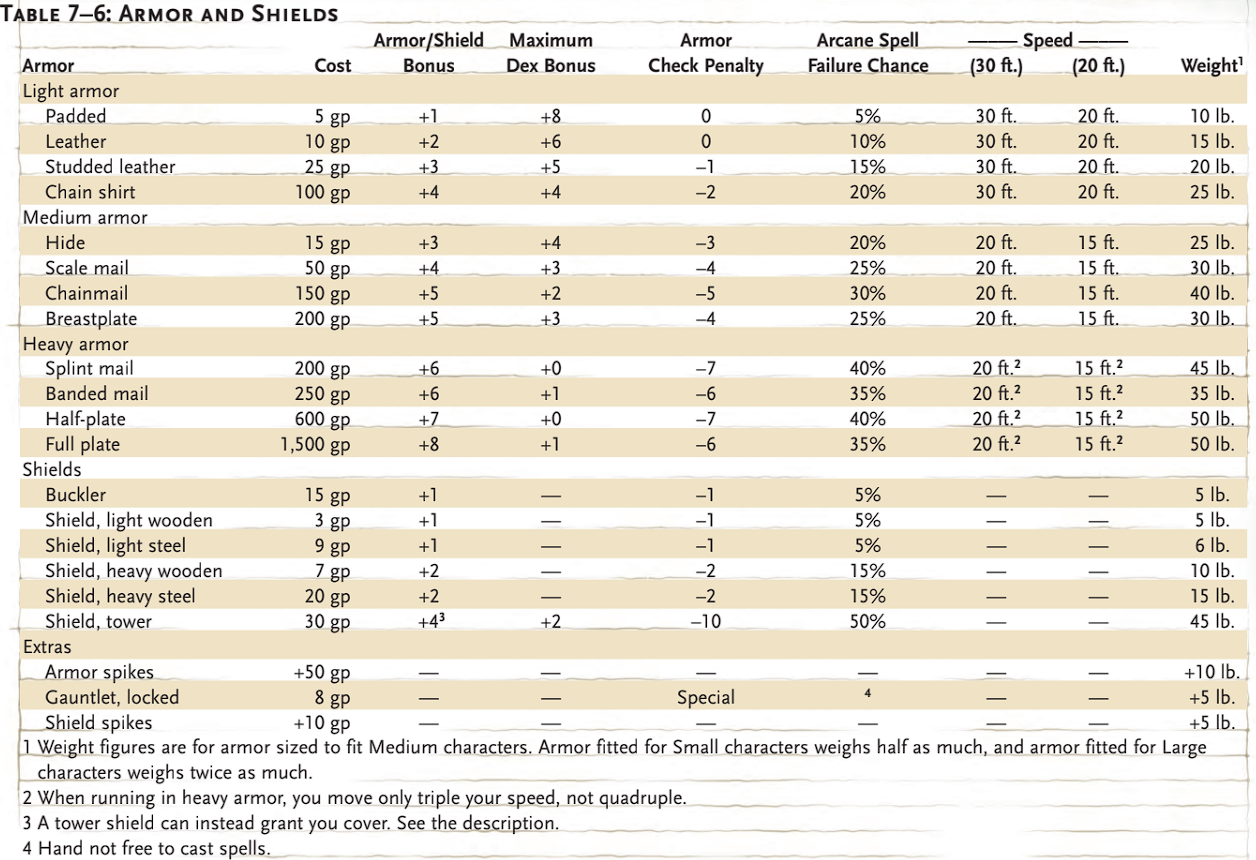 TABLE 7–6: ARMOR AND SHIELDS
Armor/Shield Maximum Armor Arcane Spell —— Speed ——
Armor Cost Bonus Dex Bonus Check Penalty Failure Chance (30 ft.) (20 ft.) Weight¹
Light armor
Padded 5 gp +1 +8 0 5% 30 ft. 20 ft. 10 lb.
Leather 10 gp +2 +6 0 10% 30 ft. 20 ft. 15 lb.
Studded leather 25 gp +3 +5 –1 15% 30 ft. 20 ft. 20 lb.
Chain shirt 100 gp +4 +4 –2 20% 30 ft. 20 ft. 25 lb.
Medium armor
Hide 15 gp +3 +4 –3 20% 20 ft. 15 ft. 25 lb.
Scale mail 50 gp +4 +3 –4 25% 20 ft. 15 ft. 30 lb.
Chainmail 150 gp +5 +2 –5 30% 20 ft. 15 ft. 40 lb.
Breastplate 200 gp +5 +3 –4 25% 20 ft. 15 ft. 30 lb.
Heavy armor
Splint mail 200 gp +6 +0 –7 40% 20 ft.² 15 ft.² 45 lb.
Banded mail 250 gp +6 +1 –6 35% 20 ft.² 15 ft.² 35 lb.
Half-plate 600 gp +7 +0 –7 40% 20 ft.² 15 ft.² 50 lb.
Full plate 1,500 gp +8 +1 –6 35% 20 ft.² 15 ft.² 50 lb.
Shields
Buckler 15 gp +1 — –1 5% — — 5 lb.
Shield, light wooden 3 gp +1 — –1 5% — — 5 lb.
Shield, light steel 9 gp +1 — –1 5% — — 6 lb.
Shield, heavy wooden 7 gp +2 — –2 15% — — 10 lb.
Shield, heavy steel 20 gp +2 — –2 15% — — 15 lb.
Shield, tower 30 gp +4³ +2 –10 50% — — 45 lb.
Extras
Armor spikes +50 gp — — — — — — +10 lb.
Gauntlet, locked 8 gp — — Special ⁴ — — +5 lb.
Shield spikes +10 gp — — — — — — +5 lb.
1 Weight figures are for armor sized to fit Medium characters. Armor fitted for Small characters weighs half as much, and armor fitted for Large
characters weighs twice as much.
2 When running in heavy armor, you move only triple your speed, not quadruple.
3 A tower shield can instead grant you cover. See the description.
4 Hand not free to cast spells.